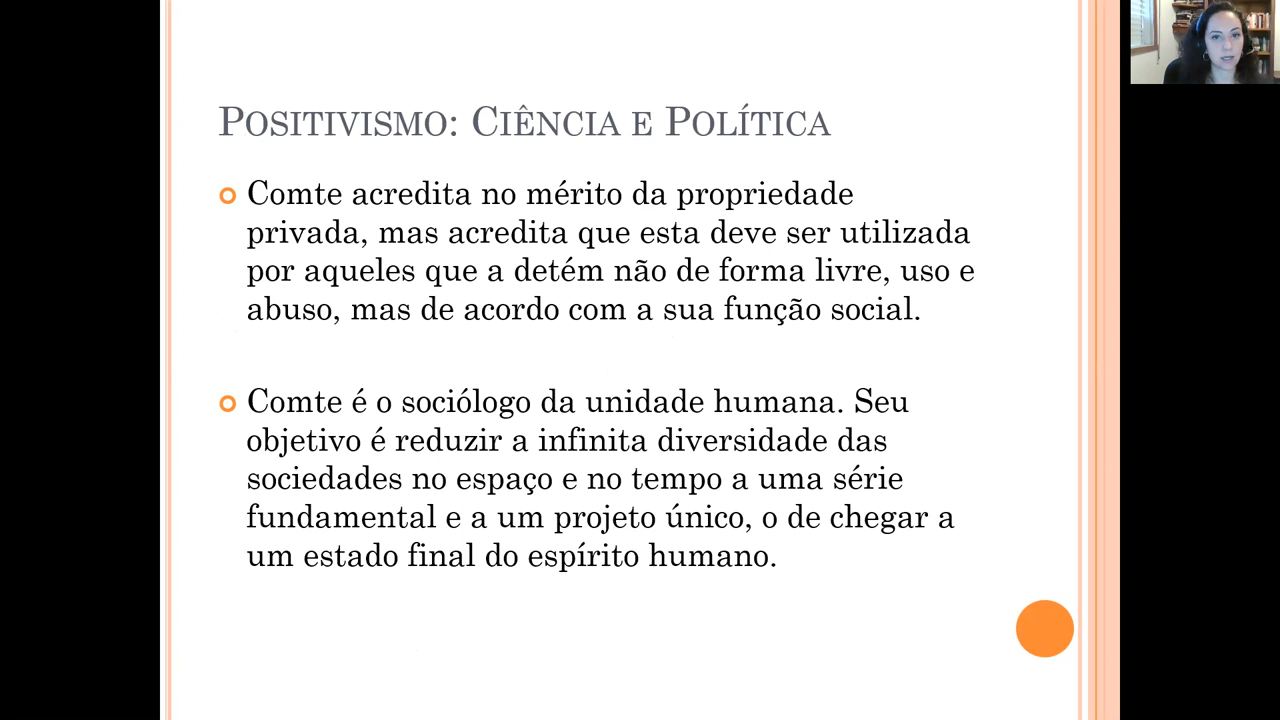 Positivismo: Ciência e Política
Comte acredita no mérito da propriedade
privada, mas acredita que esta deve ser utilizada
por aqueles que a detém não de forma livre, uso e
abuso, mas de acordo com a sua função social.
Comte é o sociólogo da unidade humana. Seu
objetivo é reduzir a infinita diversidade das
sociedades no espaço e no tempo a uma série
fundamental e a um projeto único, o de chegar a
um estado final do espírito humano.